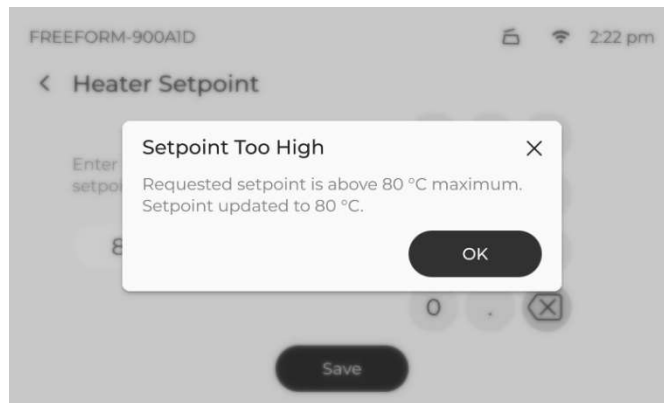 FREEFORM-900A1D
2:22 pm
Heater Setpoint
Setpoint Too High
Enter
Requested setpoint is above 80 °C maximum.
Setpoint updated to 80 °C.
OK
0 .
Save